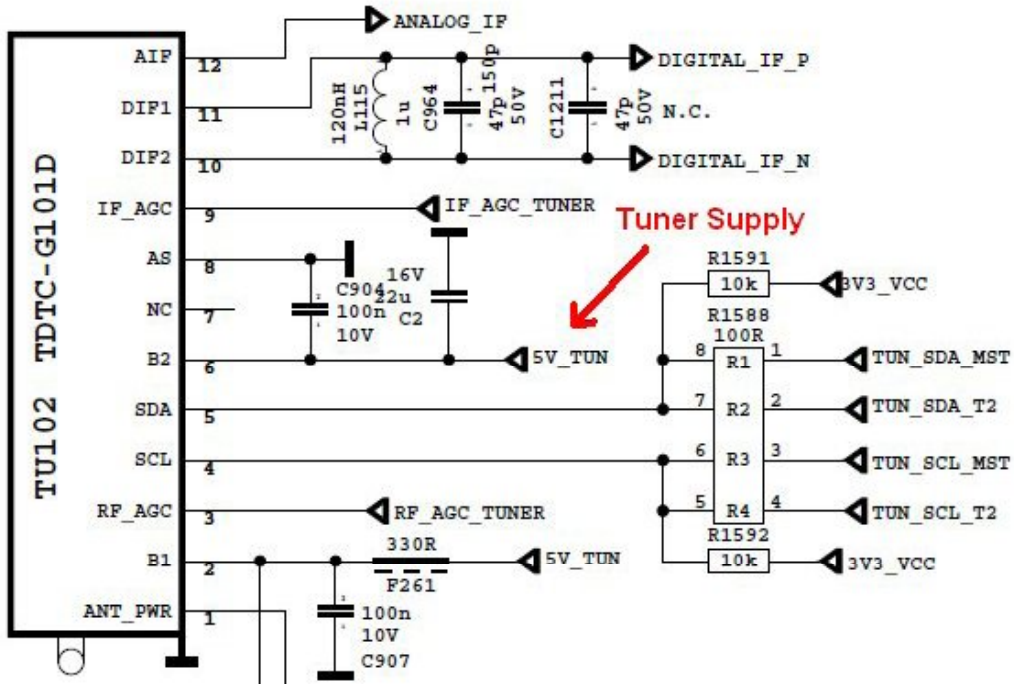 ANALOG_IF
AIF
12
DIGITAL_IF_P
DIF1
11
120nH
L115
1u
C964
150p
47p
50V
C1211
47p
50V
N.C.
DIF2
10
DIGITAL_IF_N
TU102 TDTC-G101D
IF_AGC
9
IF_AGC_TUNER
Tuner Supply
AS
8
C904
100n
10V
16V
22u
C2
R1591
10k
3V3_VCC
NC
7
R1588
100R
B2
6
5V_TUN
8
R1
1
TUN_SDA_MST
SDA
5
7
R2
2
TUN_SDA_T2
SCL
4
6
R3
3
TUN_SCL_MST
RF_AGC
3
RF_AGC_TUNER
5
R4
4
TUN_SCL_T2
R1592
10k
3V3_VCC
B1
2
330R
F261
5V_TUN
ANT_PWR
1
100n
10V
C907